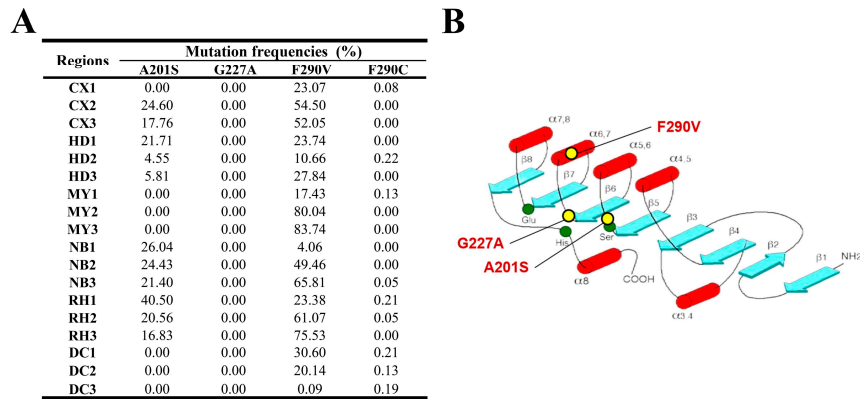 A
Regions Mutation frequencies (%)
A201S G227A F290V F290C
CX1 0.00 0.00 23.07 0.08
CX2 24.60 0.00 54.50 0.00
CX3 17.76 0.00 52.05 0.00
HD1 21.71 0.00 23.74 0.00
HD2 4.55 0.00 10.66 0.22
HD3 5.81 0.00 27.84 0.00
MY1 0.00 0.00 17.43 0.13
MY2 0.00 0.00 80.04 0.00
MY3 0.00 0.00 83.74 0.00
NB1 26.04 0.00 4.06 0.00
NB2 24.43 0.00 49.46 0.00
NB3 21.40 0.00 65.81 0.05
RH1 40.50 0.00 23.38 0.21
RH2 20.56 0.00 61.07 0.05
RH3 16.83 0.00 75.53 0.00
DC1 0.00 0.00 30.60 0.21
DC2 0.00 0.00 20.14 0.13
DC3 0.00 0.00 0.09 0.19
B
α7,8
α6,7
F290V
α5,6
α4.5
β8
β7
β6
β5
β3
β4
β2
β1
NH2
Glu
His
Ser
G227A
A201S
α8
COOH
α3.4